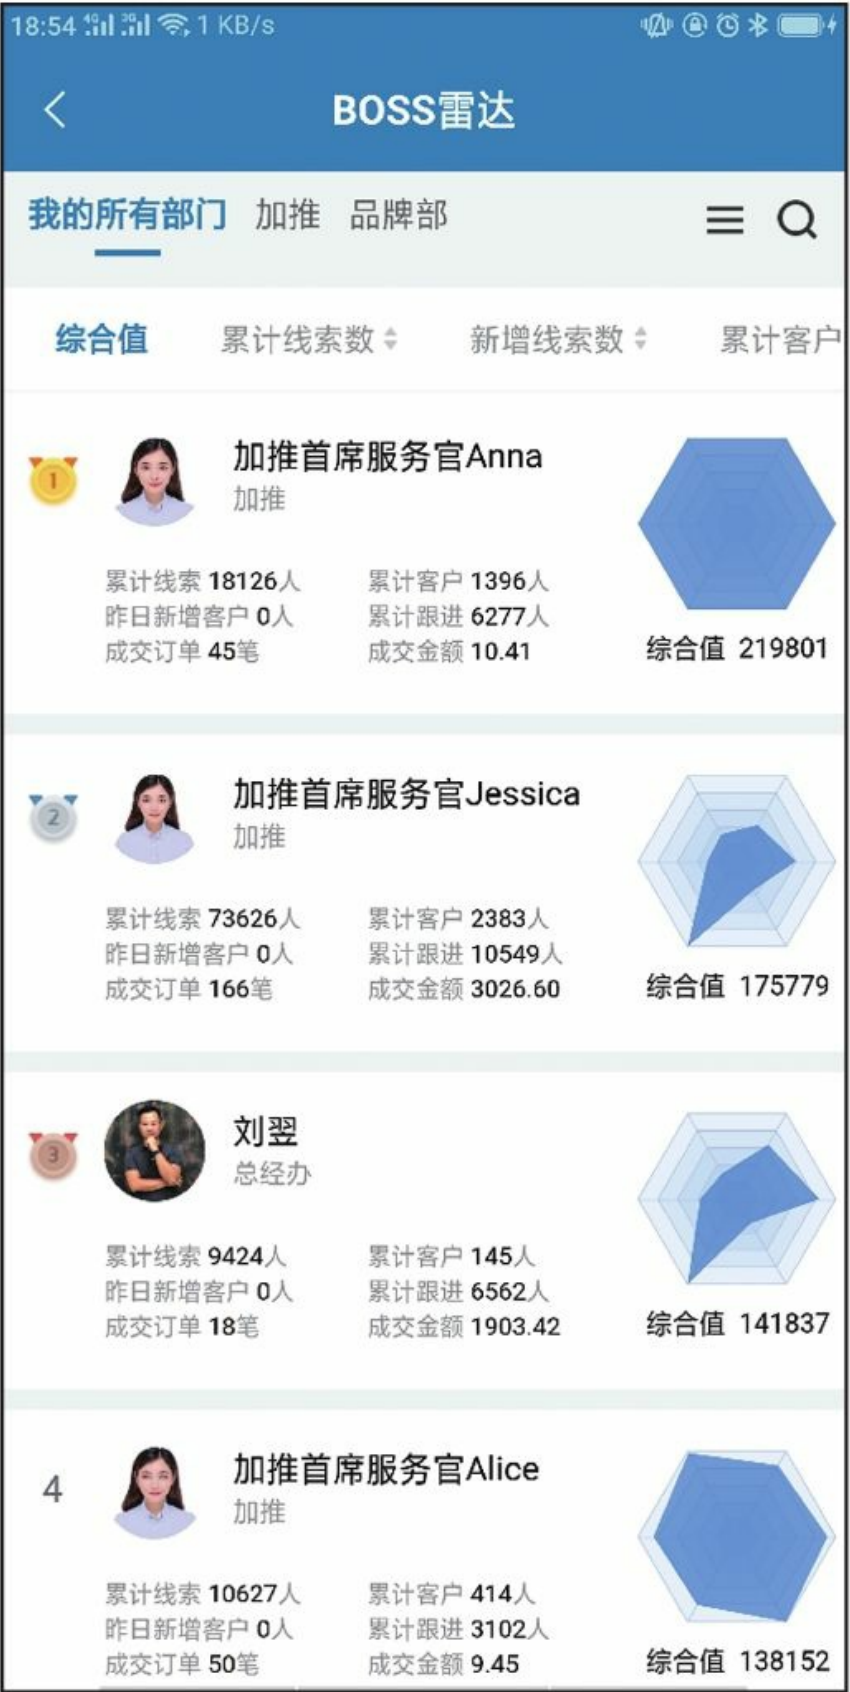 18:54 1 KB/s
BOSS雷达
我的所有部门 加推 品牌部
综合值 累计线索数 新增线索数 累计客户
1
加推首席服务官Anna
加推
累计线索 18126人 累计客户 1396人
昨日新增客户 0人 累计跟进 6277人
成交订单 45笔 成交金额 10.41
综合值 219801
2
加推首席服务官Jessica
加推
累计线索 73626人 累计客户 2383人
昨日新增客户 0人 累计跟进 10549人
成交订单 166笔 成交金额 3026.60
综合值 175779
3
刘翌
总经办
累计线索 9424人 累计客户 145人
昨日新增客户 0人 累计跟进 6562人
成交订单 18笔 成交金额 1903.42
综合值 141837
4
加推首席服务官Alice
加推
累计线索 10627人 累计客户 414人
昨日新增客户 0人 累计跟进 3102人
成交订单 50笔 成交金额 9.45
综合值 138152